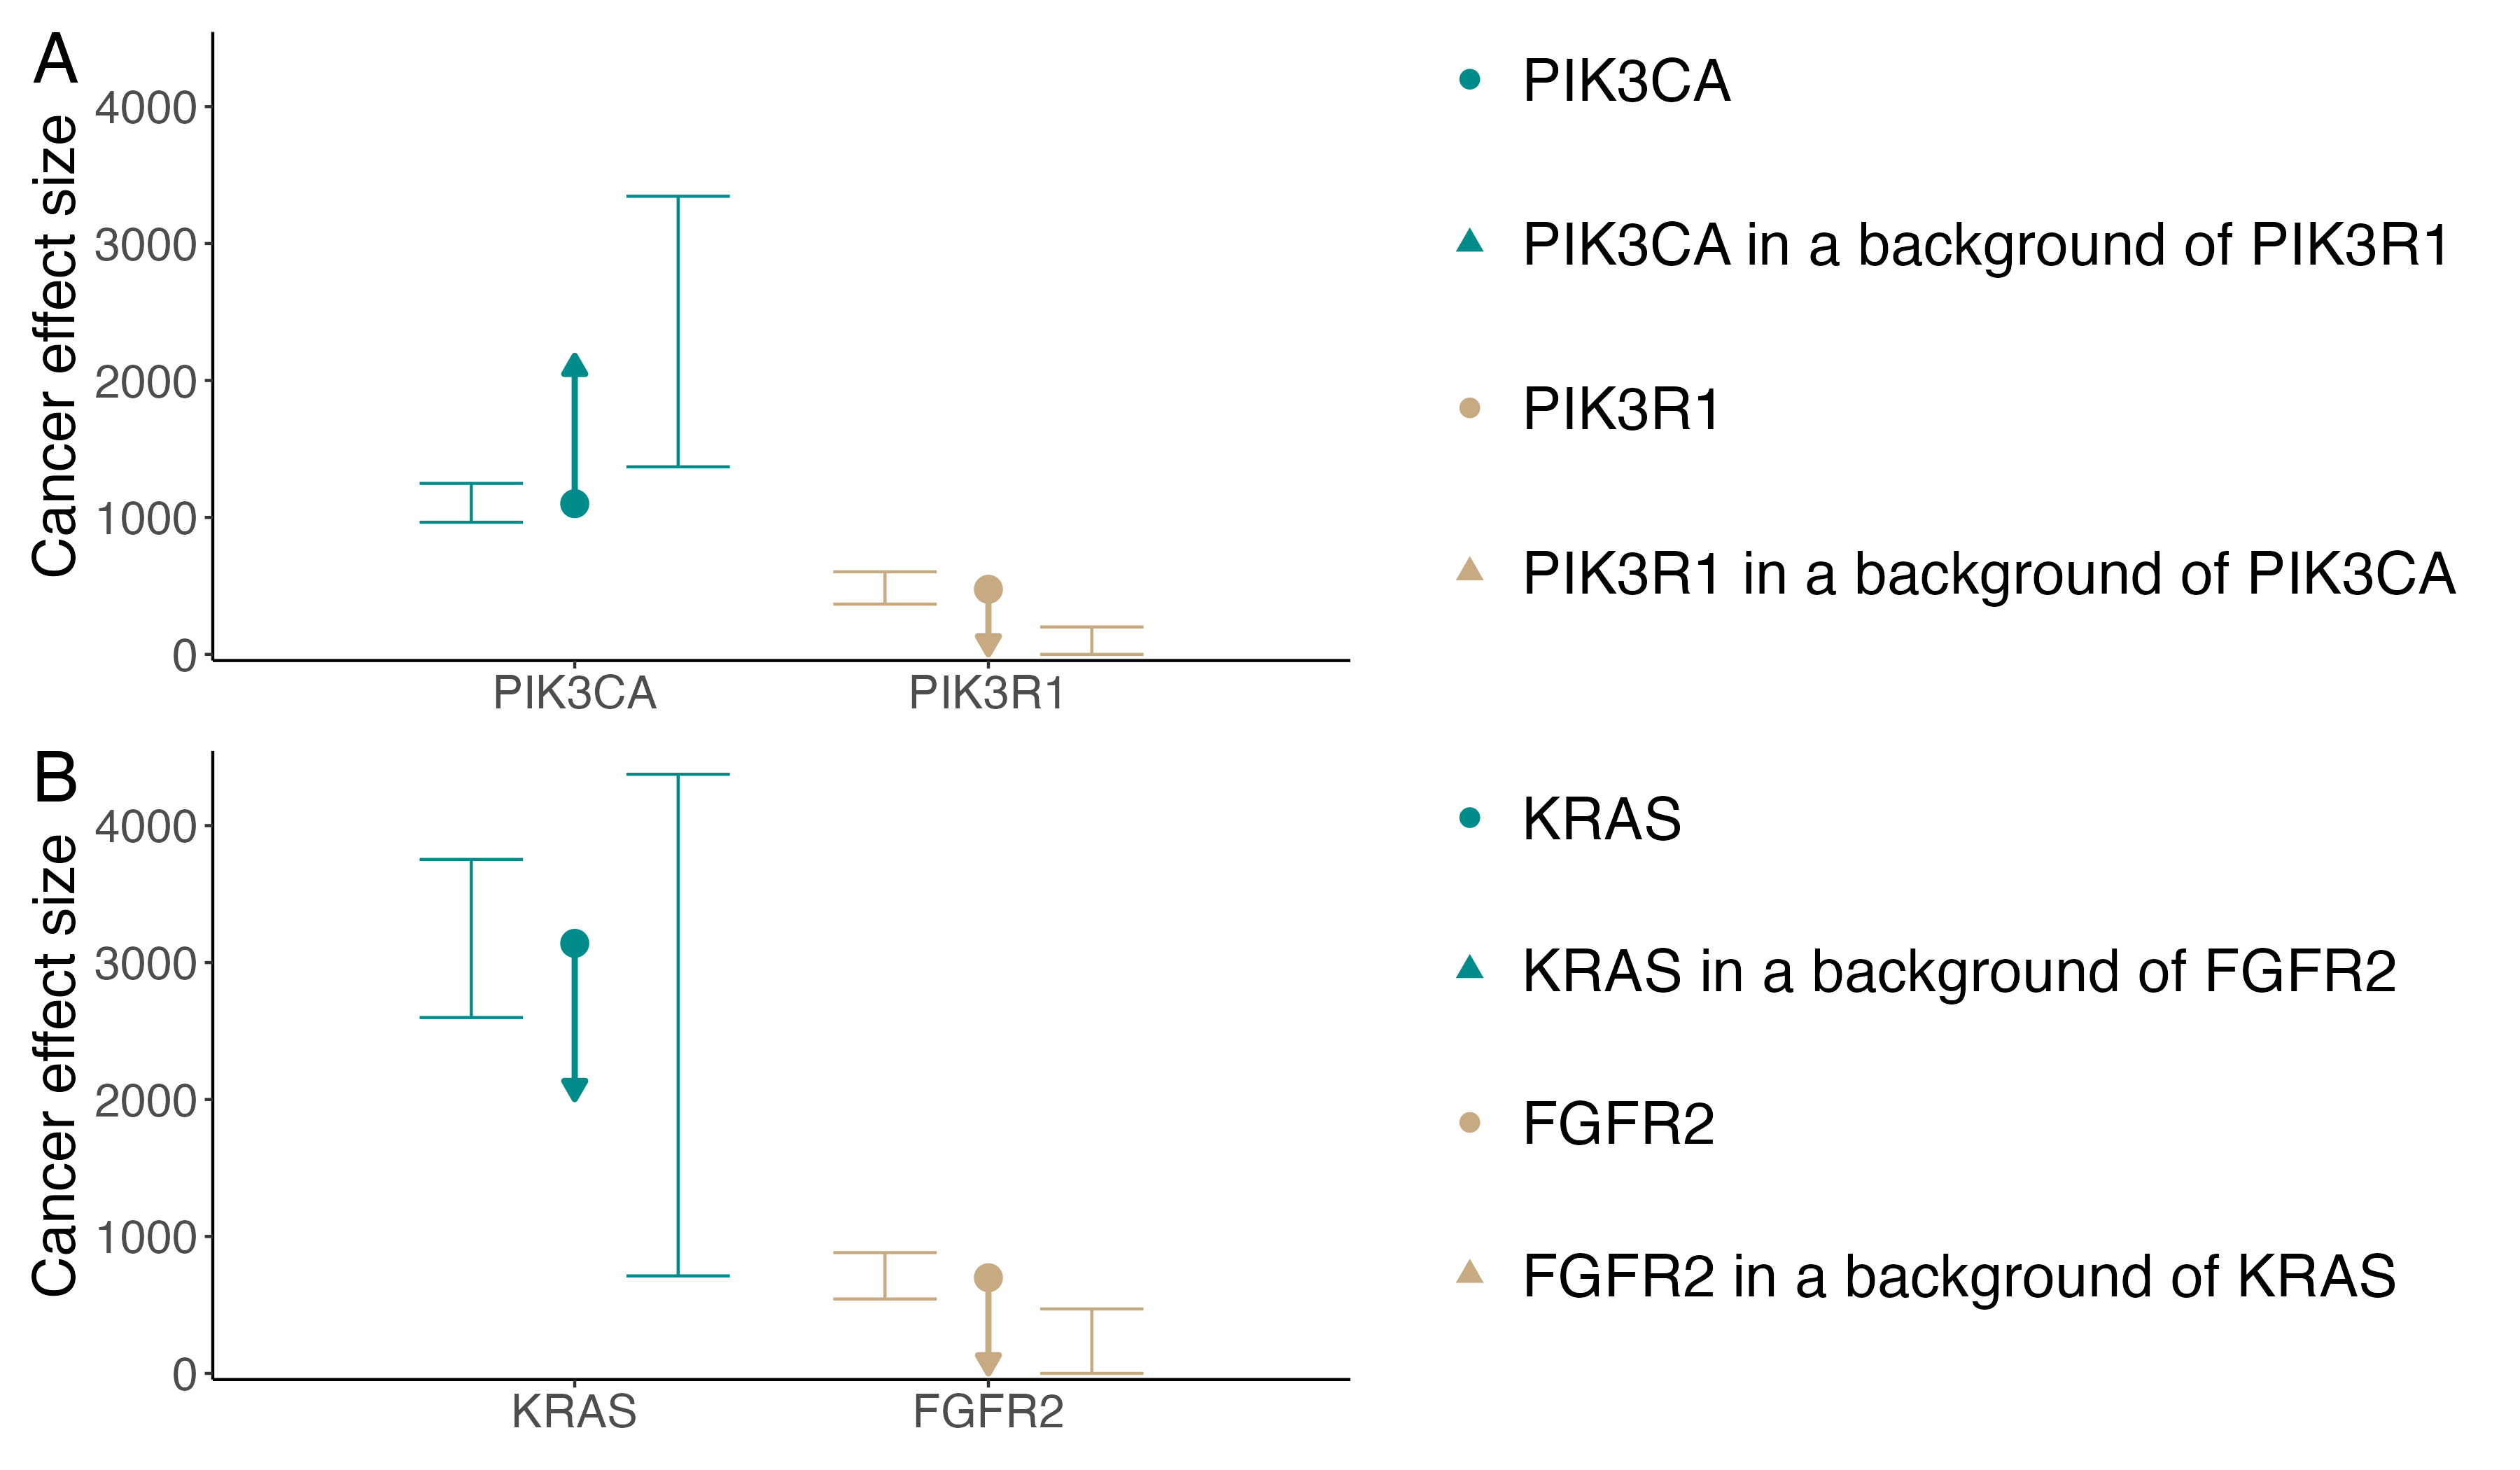 A
Cancer effect size
4000
3000
2000
1000
0
PIK3CA
PIK3R1
PIK3CA
PIK3CA in a background of PIK3R1
PIK3R1
PIK3R1 in a background of PIK3CA
B
Cancer effect size
4000
3000
2000
1000
0
KRAS
FGFR2
KRAS
KRAS in a background of FGFR2
FGFR2
FGFR2 in a background of KRAS